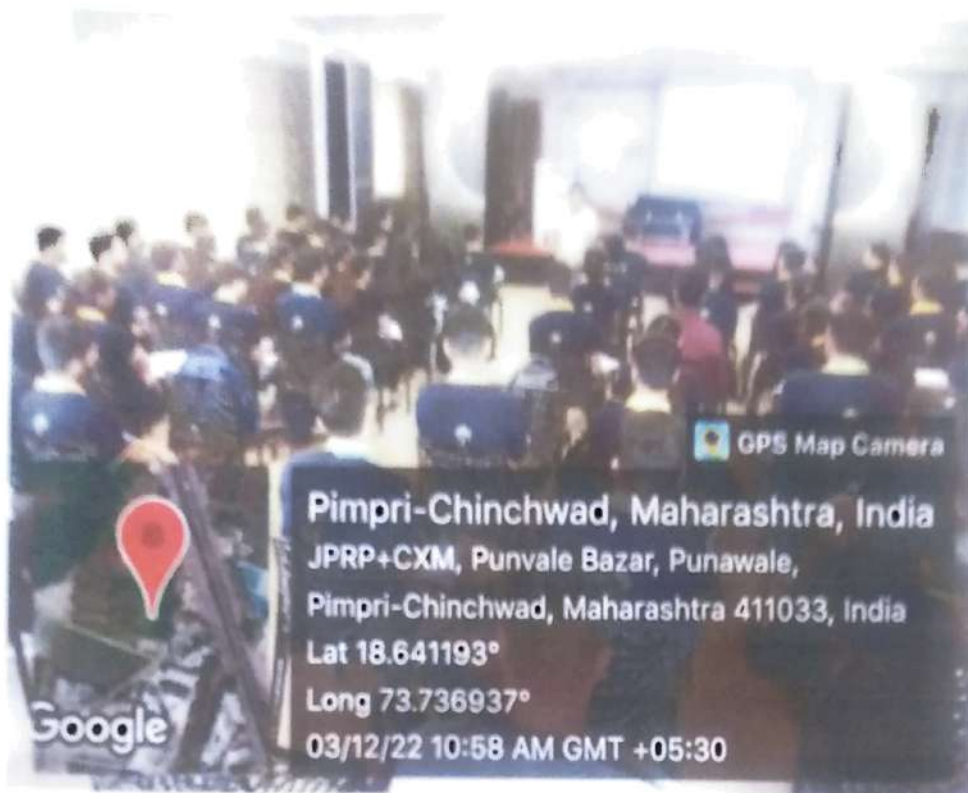 GPS Map Camera
Pimpri-Chinchwad, Maharashtra, India
JPRP+CXM, Punvale Bazar, Punawale,
Pimpri-Chinchwad, Maharashtra 411033, India
Lat 18.641193°
Long 73.736937°
03/12/22 10:58 AM GMT +05:30
Google